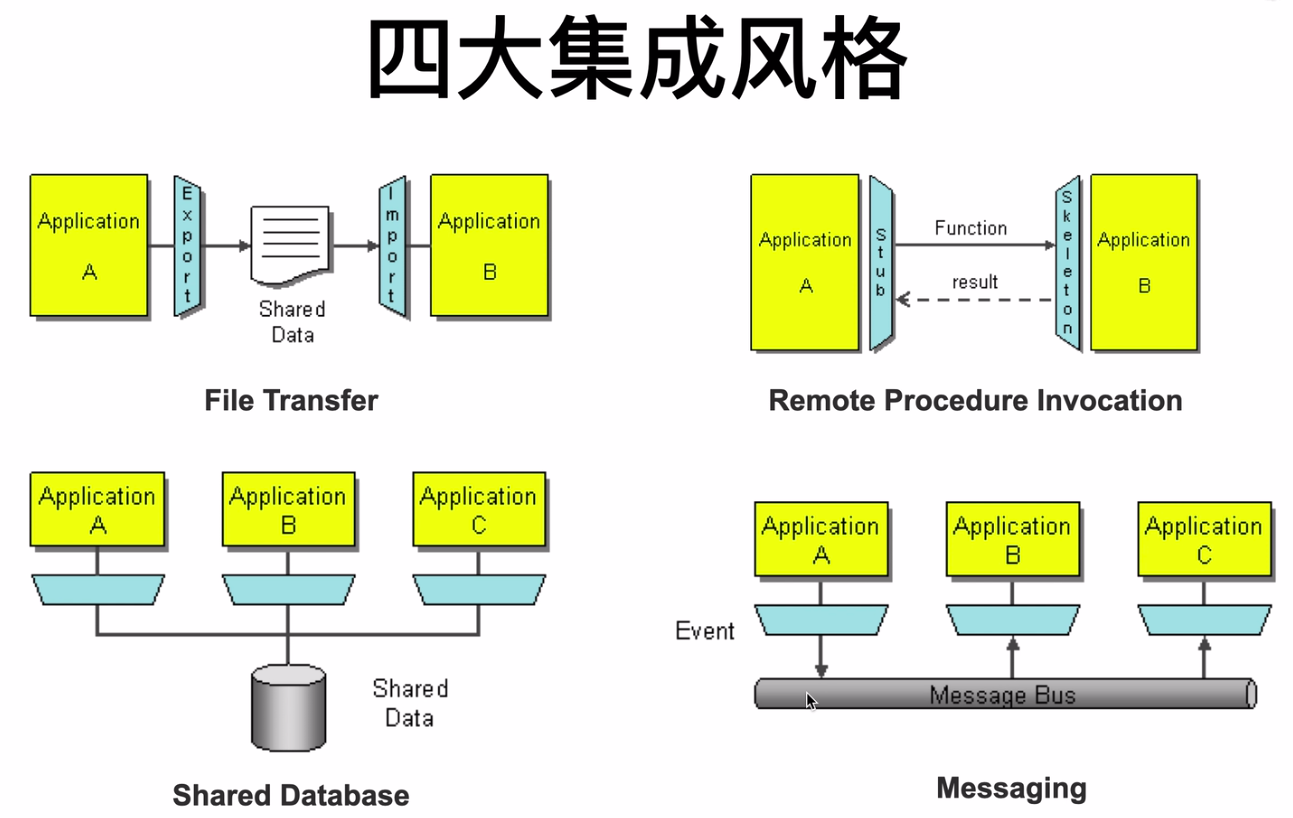 四大集成风格
Application
A
Export
Shared
Data
Import
Application
B
File Transfer
Application
A
Stub
Function
result
Skeleton
Application
B
Remote Procedure Invocation
Application
A
Application
B
Application
C
Shared
Data
Shared Database
Application
A
Application
B
Application
C
Event
Message Bus
Messaging